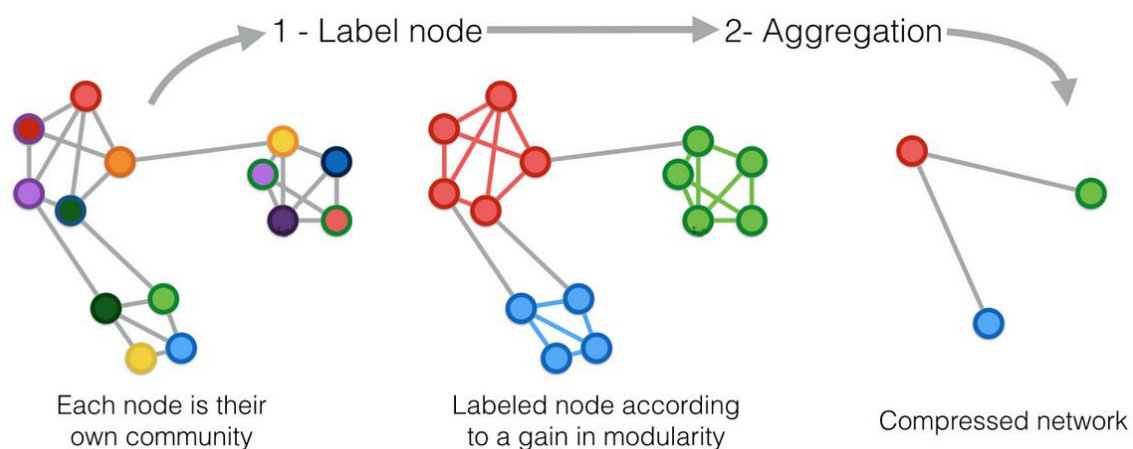 1 - Label node
2- Aggregation
Each node is their
own community
Labeled node according
to a gain in modularity
Compressed network